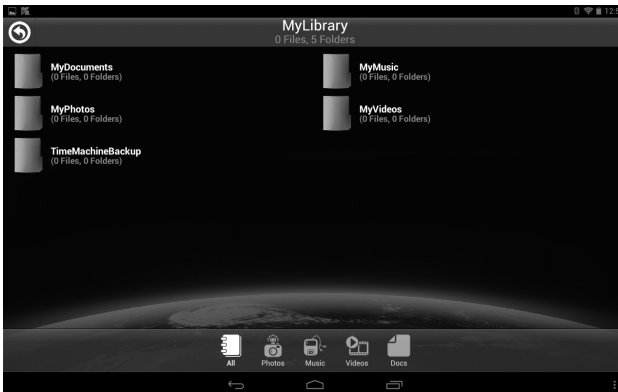 MyLibrary
0 Files, 5 Folders
MyDocuments
(0 Files, 0 Folders)
MyMusic
(0 Files, 0 Folders)
MyPhotos
(0 Files, 0 Folders)
MyVideos
(0 Files, 0 Folders)
TimeMachineBackup
(0 Files, 0 Folders)
All
Photos
Music
Videos
Docs